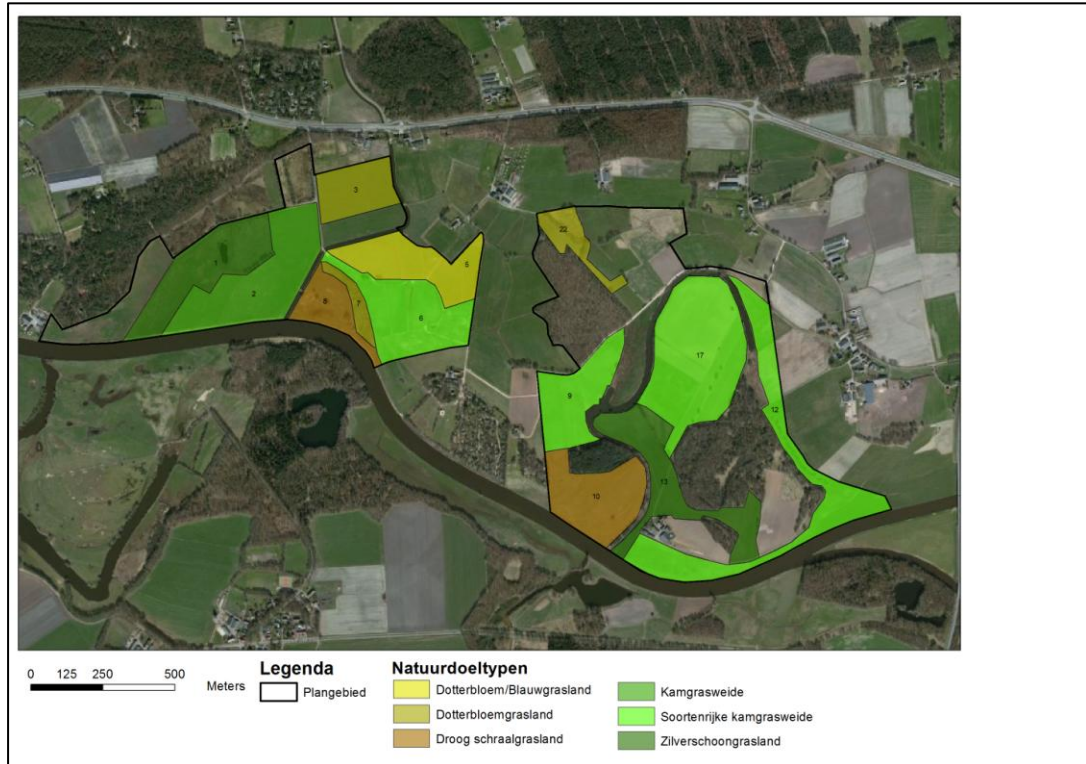 3
1
5
22
2
8
7
6
17
9
12
13
10
0 125 250 500
Meters
Legenda
Plangebied
Natuurdoeltypen
Dotterbloem/Blauwgrasland
Dotterbloemgrasland
Droog schraalgrasland
Kamgrasweide
Soortenrijke kamgrasweide
Zilverschoongrasland